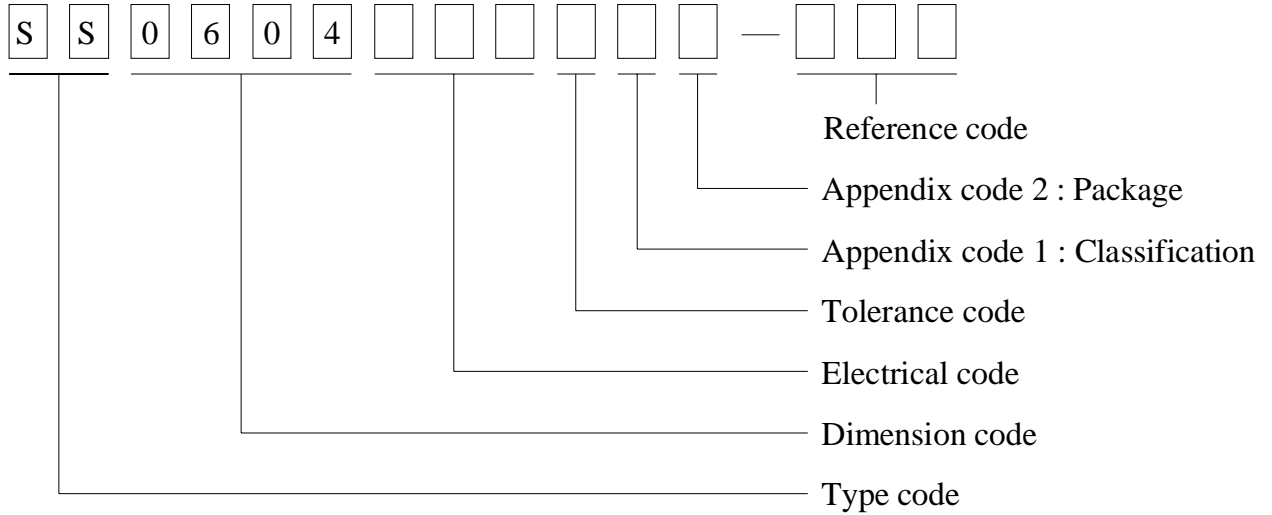 S S 0 6 0 4 —
Reference code
Appendix code 2 : Package
Appendix code 1 : Classification
Tolerance code
Electrical code
Dimension code
Type code